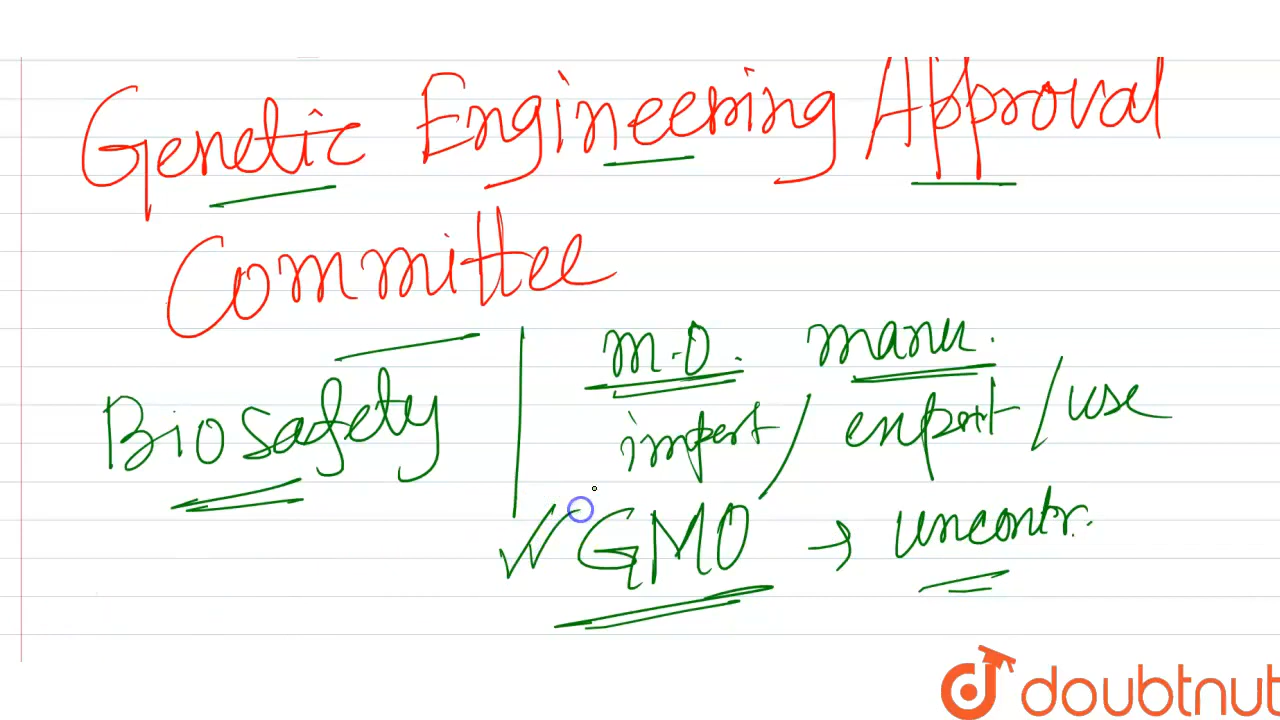 Genetic Engineering Approval
Committee
Biosafety
M.O. manu.
import / export / use
GMO → uncontr.
doubtnut